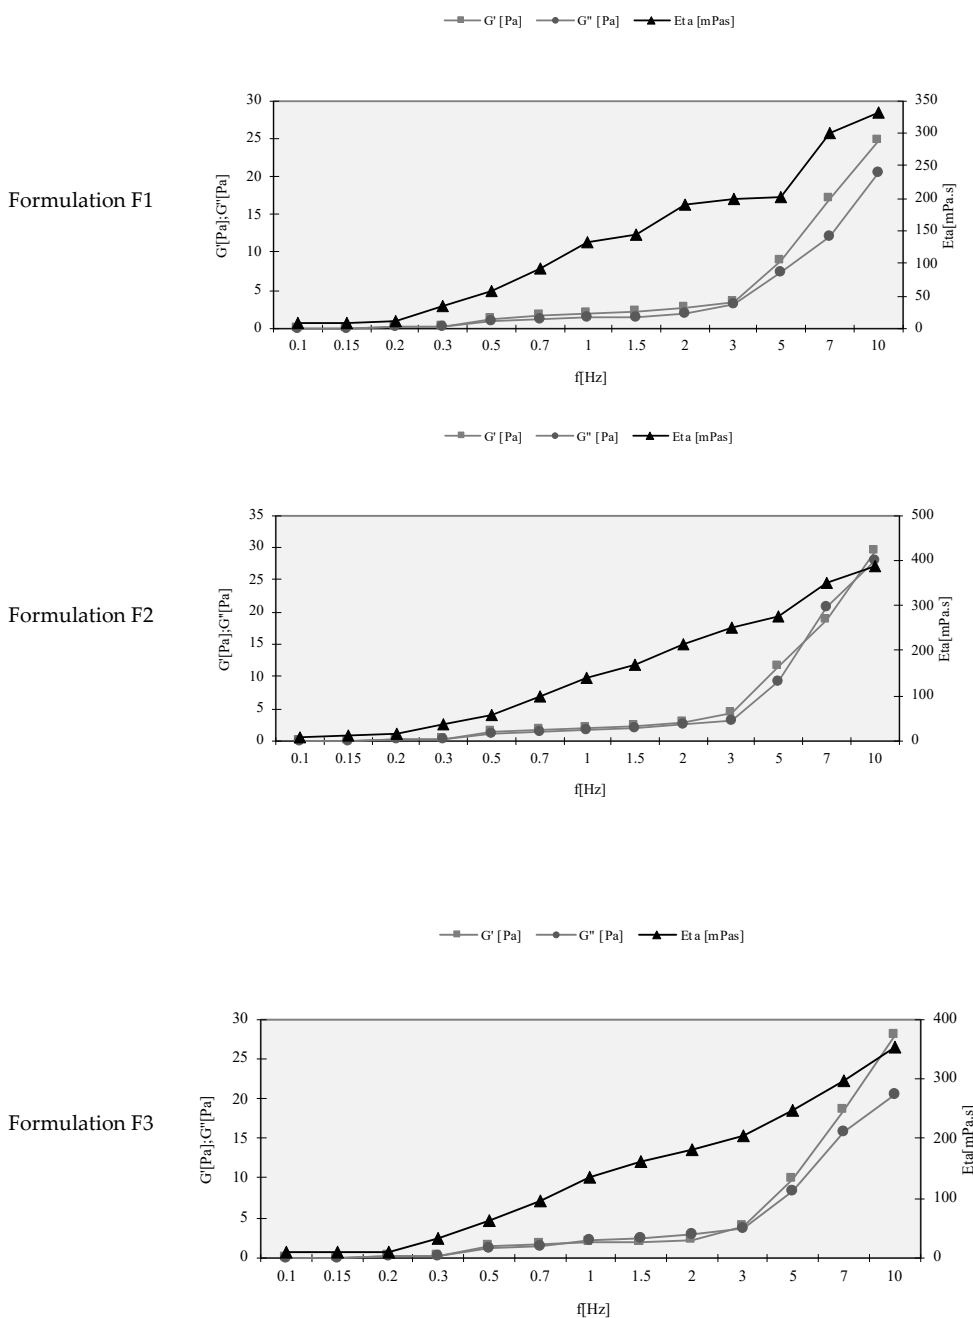 G' [Pa] G" [Pa] Eta [mPas]
Formulation F1
G'[Pa];G"[Pa]
30
25
20
15
10
5
0
350
300
250
200
150
100
50
0
Eta[mPa.s]
0.1 0.15 0.2 0.3 0.5 0.7 1 1.5 2 3 5 7 10
f[Hz]
G' [Pa] G" [Pa] Eta [mPas]
Formulation F2
G'[Pa];G"[Pa]
35
30
25
20
15
10
5
0
500
400
300
200
100
0
Eta[mPa.s]
0.1 0.15 0.2 0.3 0.5 0.7 1 1.5 2 3 5 7 10
f[Hz]
G' [Pa] G" [Pa] Eta [mPas]
Formulation F3
G'[Pa];G"[Pa]
30
25
20
15
10
5
0
400
300
200
100
0
Eta[mPa.s]
0.1 0.15 0.2 0.3 0.5 0.7 1 1.5 2 3 5 7 10
f[Hz]